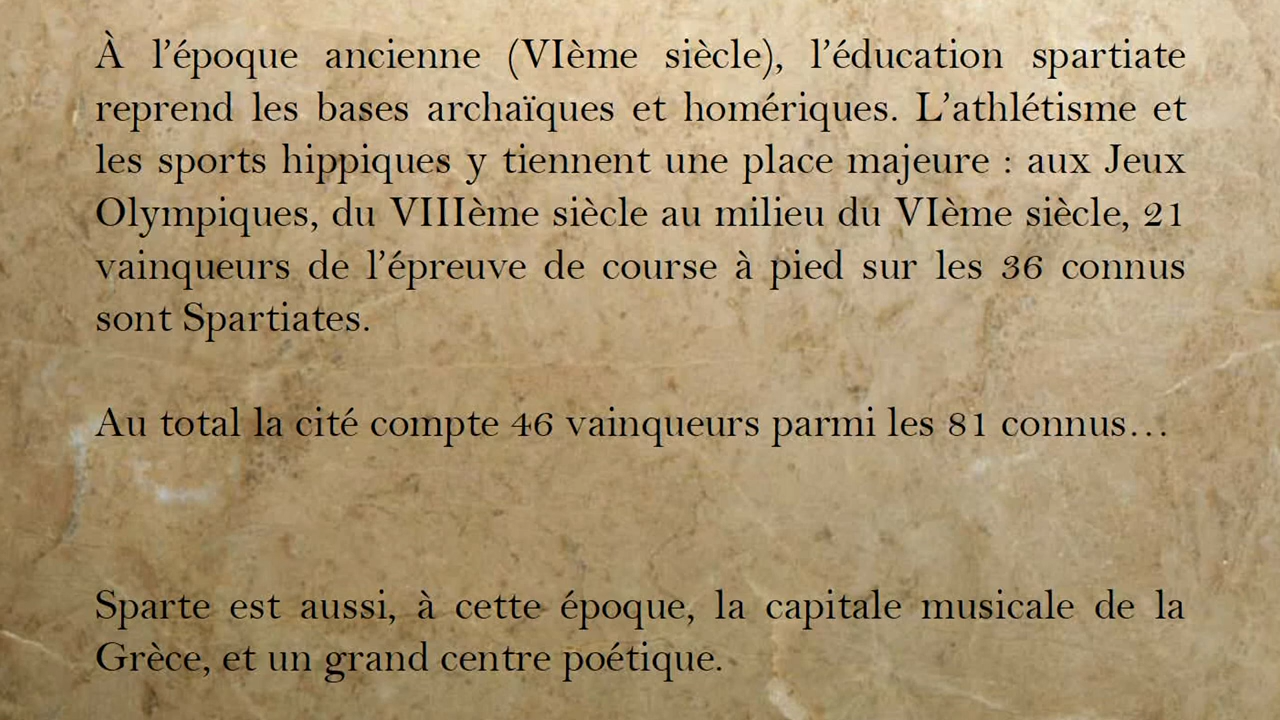 À l’époque ancienne (VIème siècle), l’éducation spartiate
reprend les bases archaïques et homériques. L’athlétisme et
les sports hippiques y tiennent une place majeure : aux Jeux
Olympiques, du VIIIème siècle au milieu du VIème siècle, 21
vainqueurs de l’épreuve de course à pied sur les 36 connus
sont Spartiates.
Au total la cité compte 46 vainqueurs parmi les 81 connus…
Sparte est aussi, à cette époque, la capitale musicale de la
Grèce, et un grand centre poétique.